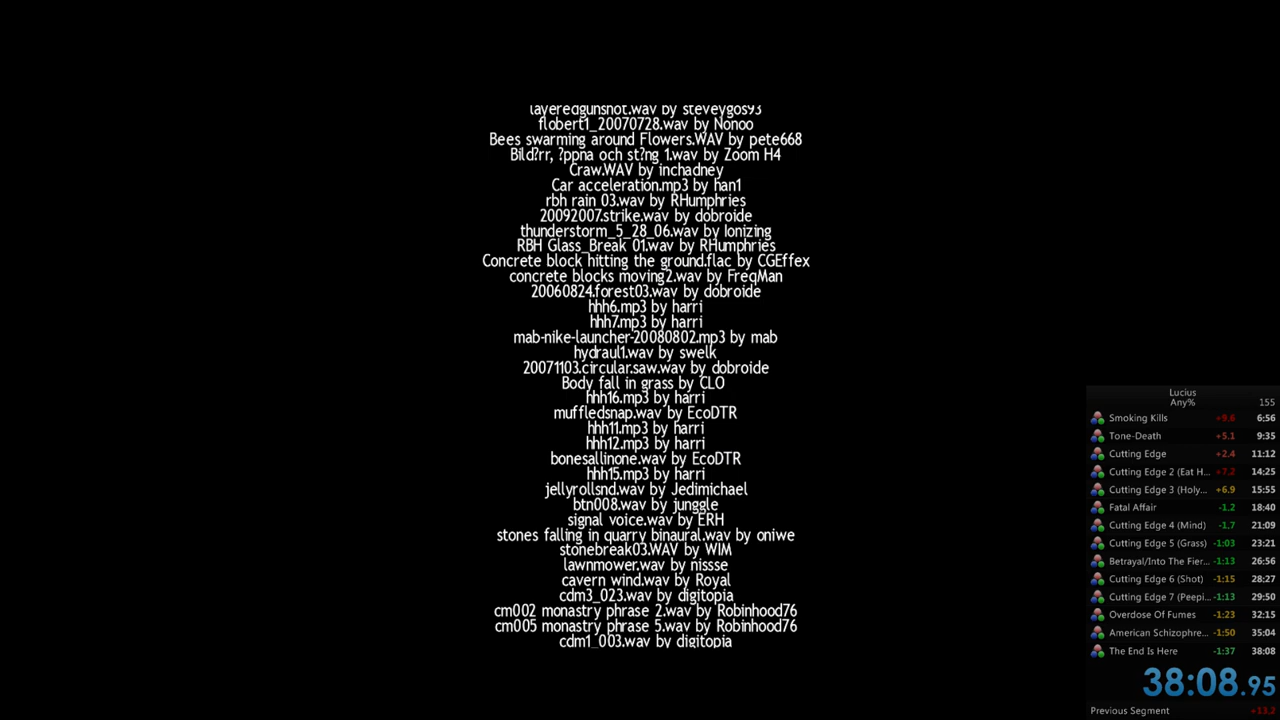 layeredgunshot.wav by steveygos93
flobert1_20070728.wav by Nonoo
Bees swarming around Flowers.WAV by pete668
Bild?rr, ?ppna och st?ng 1.wav by Zoom H4
Craw.WAV by inchadney
Car acceleration.mp3 by han1
rbh rain 03.wav by RHumphries
20092007.strike.wav by dobroide
thunderstorm_5_28_06.wav by Ionizing
RBH Glass_Break 01.wav by RHumphries
Concrete block hitting the ground.flac by CGEffex
concrete blocks moving2.wav by FreqMan
20060824.forest03.wav by dobroide
hhh6.mp3 by harri
hhh7.mp3 by harri
mab-nike-launcher-20080802.mp3 by mab
hydraul1.wav by swelk
20071103.circular.saw.wav by dobroide
Body fall in grass by CLO
hhh16.mp3 by harri
muffledsnap.wav by EcoDTR
hhh11.mp3 by harri
hhh12.mp3 by harri
bonesallinone.wav by EcoDTR
hhh15.mp3 by harri
jellyrollsnd.wav by Jedimichael
btn008.wav by junggle
signal voice.wav by ERH
stones falling in quarry binaural.wav by oniwe
stonebreak03.WAV by WIM
lawnmower.wav by nissse
cavern wind.wav by Royal
cdm3_023.wav by digitopia
cm002 monastry phrase 2.wav by Robinhood76
cm005 monastry phrase 5.wav by Robinhood76
cdm1_003.wav by digitopia
Lucius
Any% 155
Smoking Kills +9.6 6:56
Tone-Death +5.1 9:35
Cutting Edge +2.4 11:12
Cutting Edge 2 (Eat H... +7.2 14:25
Cutting Edge 3 (Holy... +6.9 15:55
Fatal Affair -1.2 18:40
Cutting Edge 4 (Mind) -1.7 21:09
Cutting Edge 5 (Grass) -1:03 23:21
Betrayal/Into The Fier... -1:13 26:56
Cutting Edge 6 (Shot) -1:15 28:27
Cutting Edge 7 (Peepi... -1:13 29:50
Overdose Of Fumes -1:23 32:15
American Schizophre... -1:50 35:04
The End Is Here -1:37 38:08
38:08.95
Previous Segment +13.2